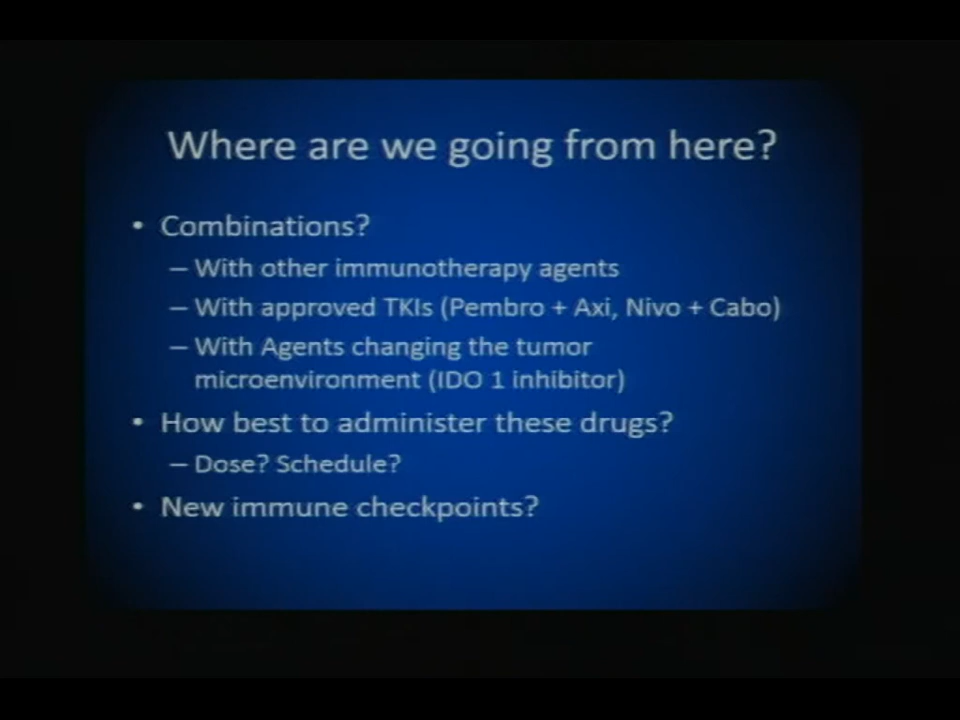 Where are we going from here?
• Combinations?
– With other immunotherapy agents
– With approved TKIs (Pembro + Axi, Nivo + Cabo)
– With Agents changing the tumor
microenvironment (IDO 1 inhibitor)
• How best to administer these drugs?
– Dose? Schedule?
• New immune checkpoints?